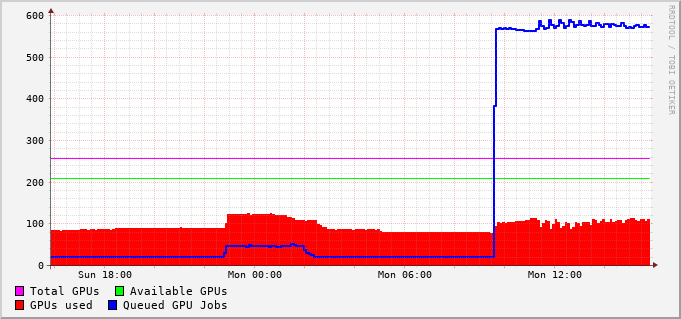 600
500
400
300
200
100
0
Sun 18:00 Mon 00:00 Mon 06:00 Mon 12:00
Total GPUs Available GPUs
GPUs used Queued GPU Jobs
RRDTOOL / TOBI OETIKER